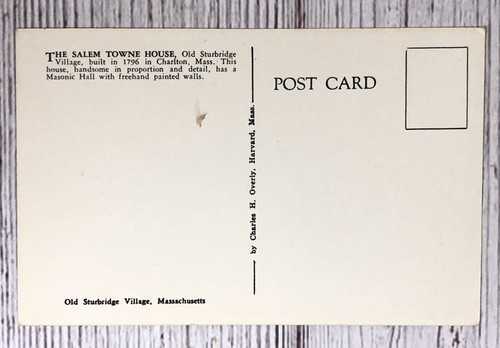 THE SALEM TOWNE HOUSE, Old Sturbridge
Village, built in 1796 in Charlton, Mass. This
house, handsome in proportion and detail, has a
Masonic Hall with freehand painted walls.
POST CARD
by Charles H. Overly, Harvard, Mass.
Old Sturbridge Village, Massachusetts